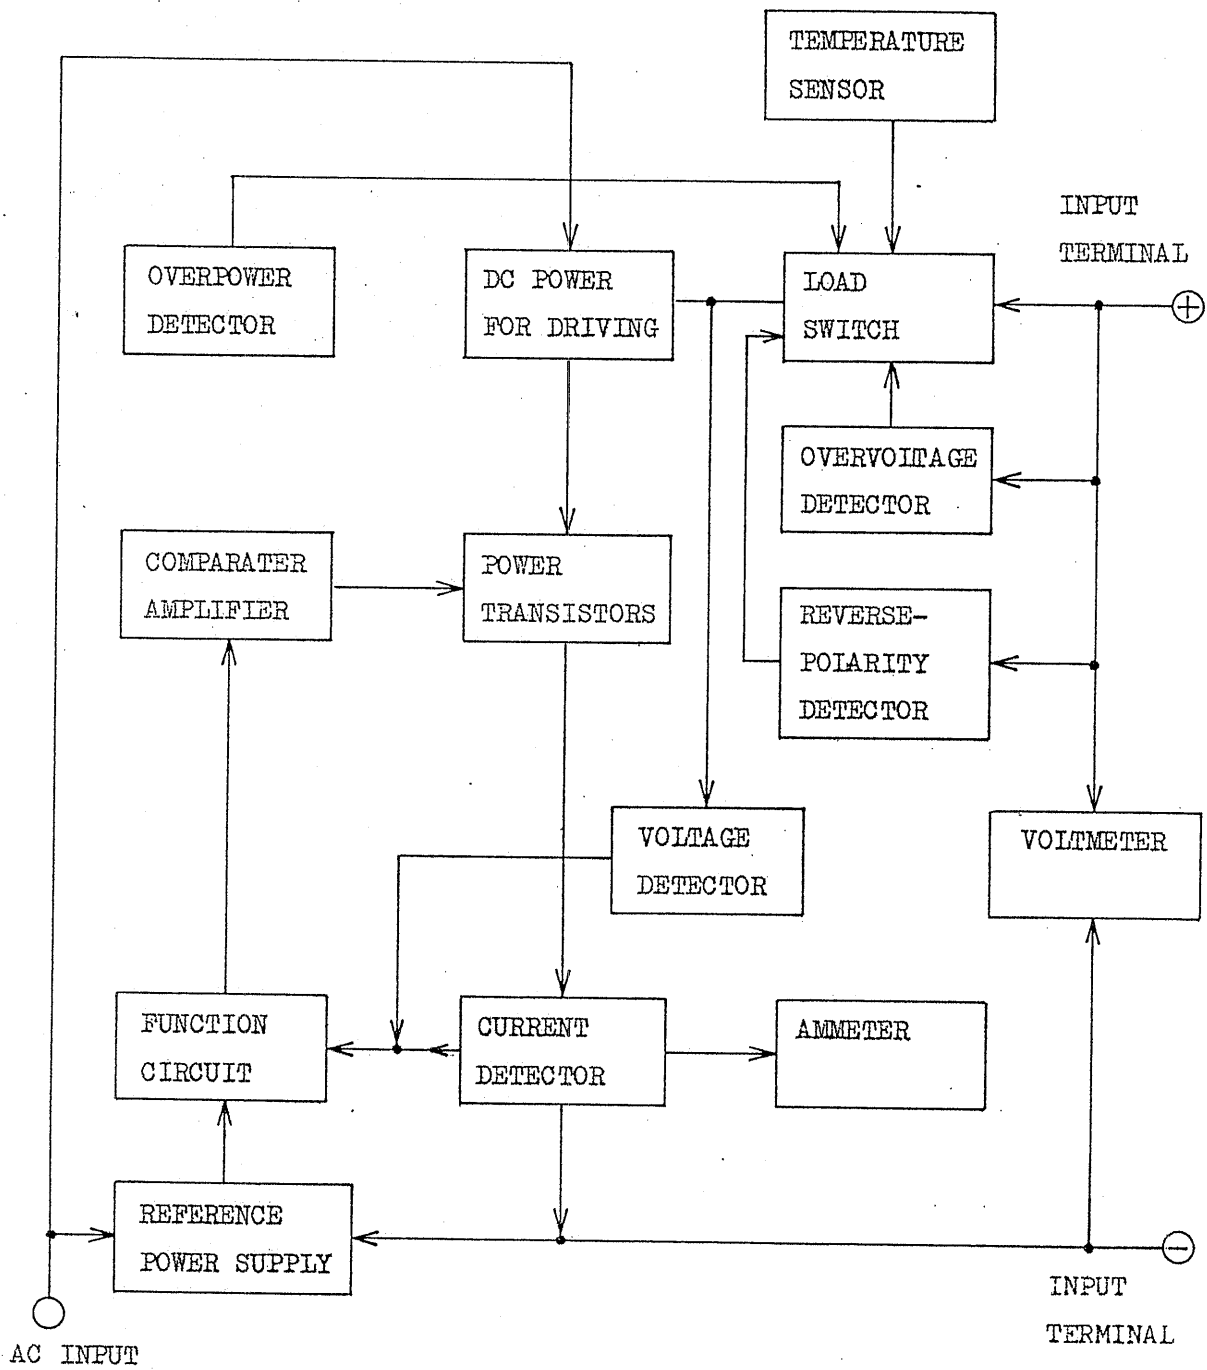 TEMPERATURE
SENSOR
INPUT
TERMINAL
+
OVERPOWER
DETECTOR
DC POWER
FOR DRIVING
LOAD
SWITCH
OVERVOLTAGE
DETECTOR
COMPARATER
AMPLIFIER
POWER
TRANSISTORS
REVERSE-
POLARITY
DETECTOR
VOLTAGE
DETECTOR
VOLTMETER
FUNCTION
CIRCUIT
CURRENT
DETECTOR
AMMETER
REFERENCE
POWER SUPPLY
−
INPUT
TERMINAL
AC INPUT